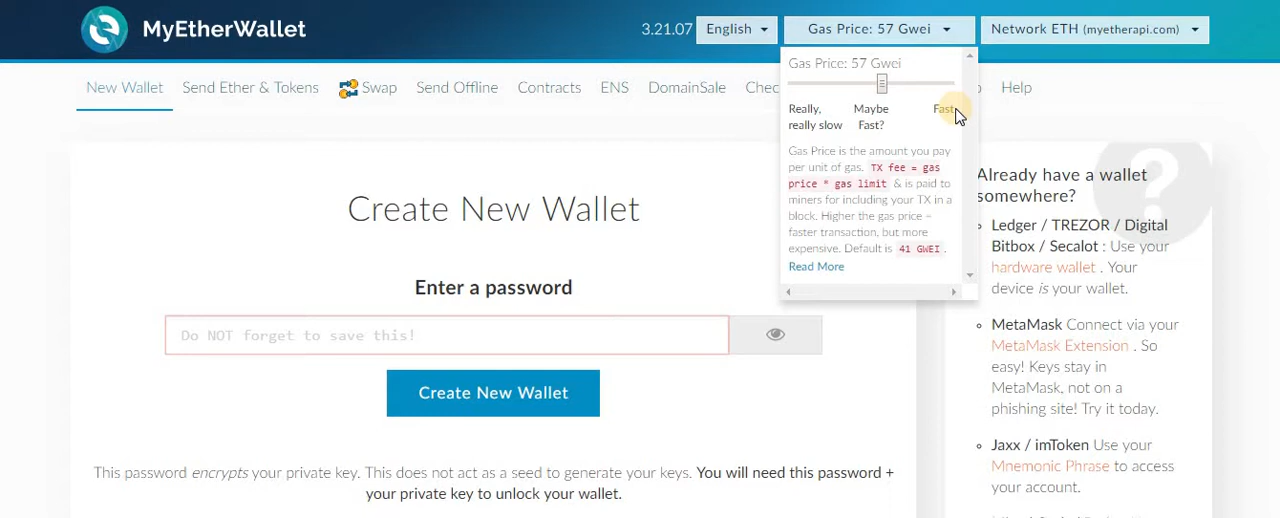 MyEtherWallet
3.21.07
English
Gas Price: 57 Gwei
Network ETH (myetherapi.com)
New Wallet
Send Ether & Tokens
Swap
Send Offline
Contracts
ENS
DomainSale
Help
Gas Price: 57 Gwei
Really, really slow
Maybe Fast?
Fast
Gas Price is the amount you pay
per unit of gas. TX fee = gas
price * gas limit & is paid to
miners for including your TX in a
block. Higher the gas price =
faster transaction, but more
expensive. Default is 41 GWEI .
Read More
Create New Wallet
Enter a password
Do NOT forget to save this!
Create New Wallet
This password encrypts your private key. This does not act as a seed to generate your keys. You will need this password +
your private key to unlock your wallet.
Already have a wallet
somewhere?
Ledger / TREZOR / Digital
Bitbox / Secalot : Use your
hardware wallet . Your
device is your wallet.
MetaMask Connect via your
MetaMask Extension . So
easy! Keys stay in
MetaMask, not on a
phishing site! Try it today.
Jaxx / imToken Use your
Mnemonic Phrase to access
your account.